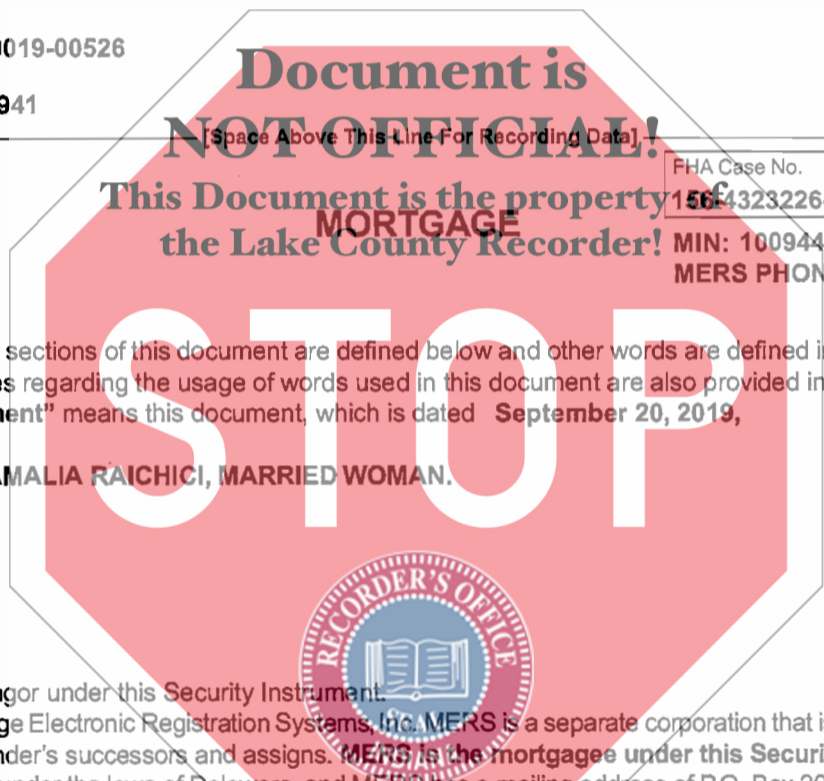 019-00526
Document is
941
NOT OFFICIAL!
[Space Above This Line For Recording Data]
FHA Case No.
This Document is the property of
156-4323226
MORTGAGE
the Lake County Recorder!
MIN: 100944
MERS PHON
STOP
sections of this document are defined below and other words are defined i
s regarding the usage of words used in this document are also provided in
ent” means this document, which is dated September 20, 2019,
MALIA RAICHICI, MARRIED WOMAN.
RECORDER'S OFFICE
gor under this Security Instrument.
SEAL
ge Electronic Registration Systems, Inc. MERS is a separate corporation that i
nder's successors and assigns. MERS is the mortgagee under this Securi